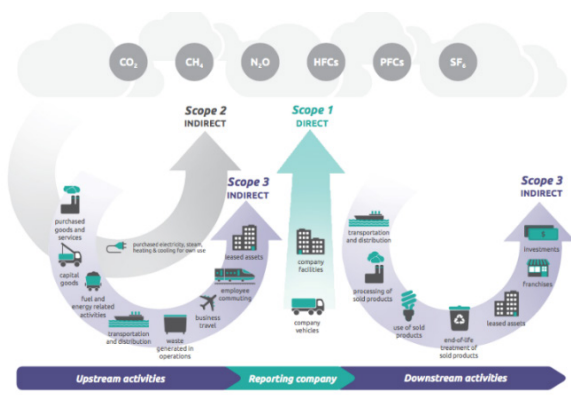 CO₂
CH₄
N₂O
HFCs
PFCs
SF₆
Scope 2
INDIRECT
Scope 1
DIRECT
Scope 3
INDIRECT
Scope 3
INDIRECT
purchased
goods and
services
capital
goods
fuel and
energy related
activities
transportation
and distribution
waste
generated in
operations
business
travel
employee
commuting
leased assets
purchased electricity, steam,
heating & cooling for own use
company
facilities
company
vehicles
transportation
and distribution
processing of
sold products
use of sold
products
end-of-life
treatment of
sold products
leased assets
franchises
investments
Upstream activities
Reporting company
Downstream activities